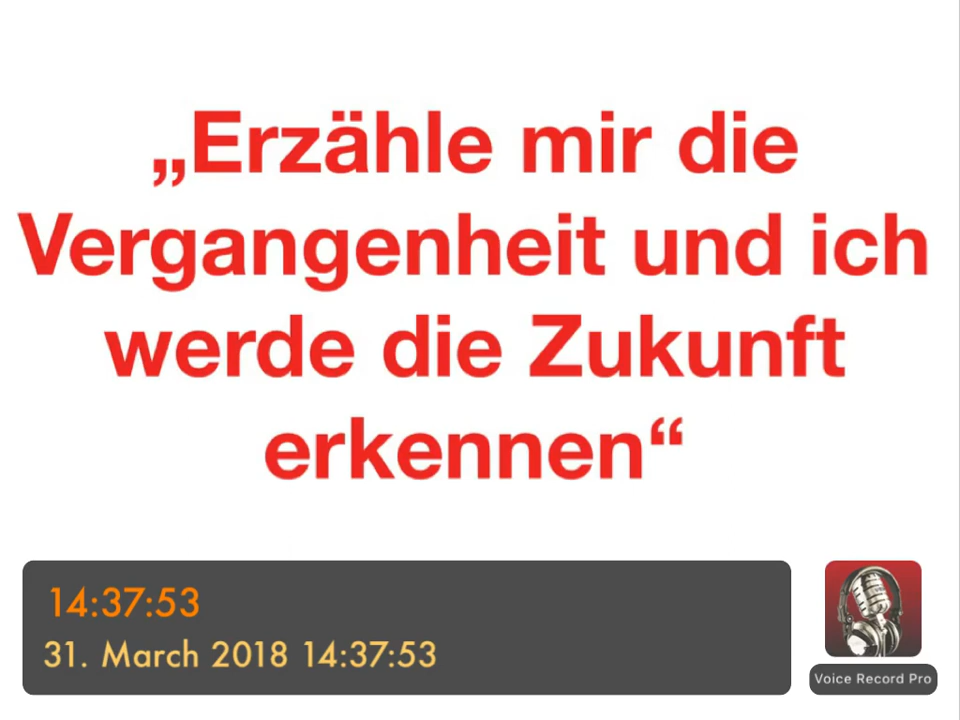 „Erzähle mir die
Vergangenheit und ich
werde die Zukunft
erkennen“
14:37:53
31. March 2018 14:37:53
Voice Record Pro